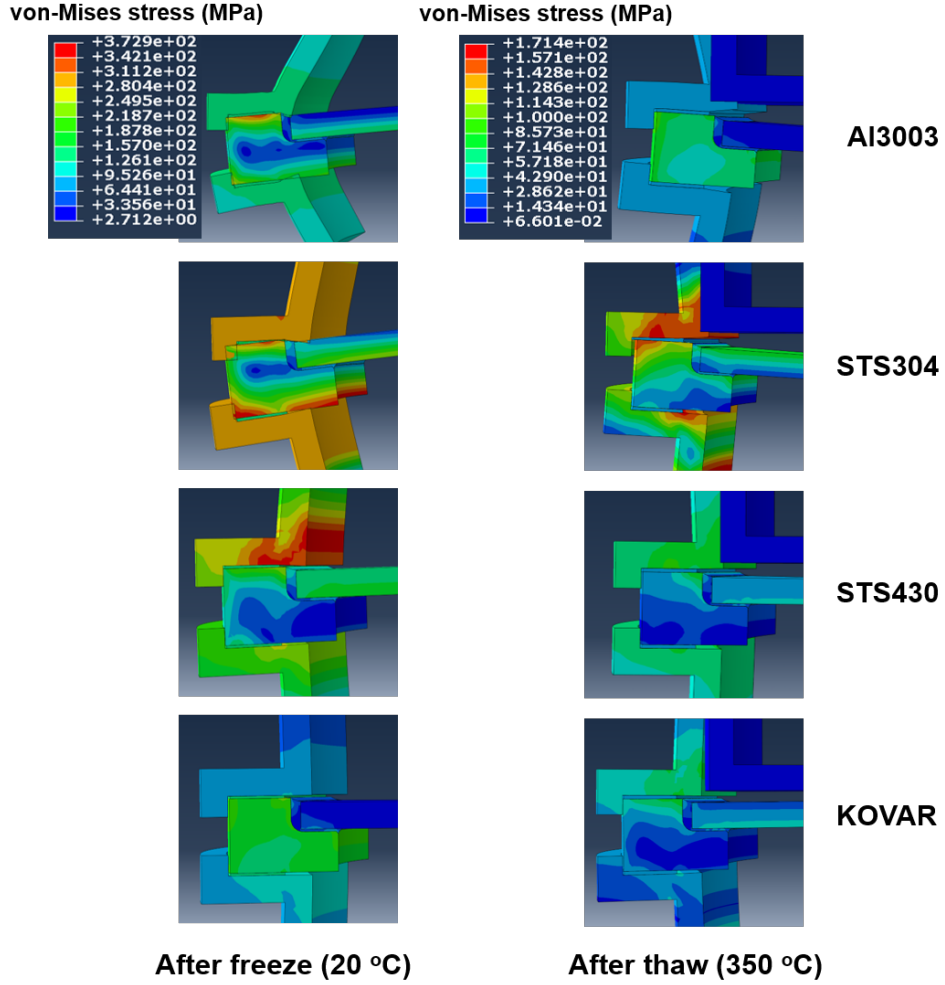 von-Mises stress (MPa)
von-Mises stress (MPa)
+3.729e+02
+3.421e+02
+3.112e+02
+2.804e+02
+2.495e+02
+2.187e+02
+1.878e+02
+1.570e+02
+1.261e+02
+9.526e+01
+6.441e+01
+3.356e+01
+2.712e+00
+1.714e+02
+1.571e+02
+1.428e+02
+1.286e+02
+1.143e+02
+1.000e+02
+8.573e+01
+7.146e+01
+5.718e+01
+4.290e+01
+2.862e+01
+1.434e+01
+6.601e-02
Al3003
STS304
STS430
KOVAR
After freeze (20 °C)
After thaw (350 °C)